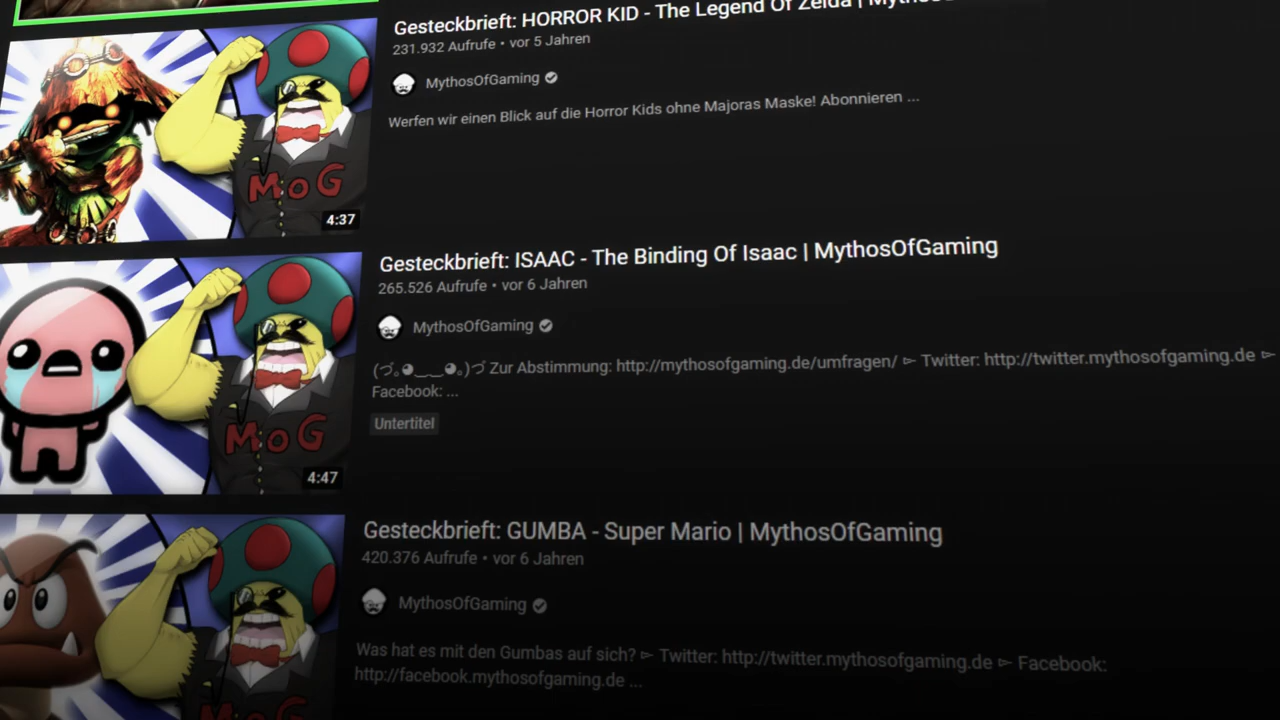 Gesteckbrief: HORROR KID - The Legend Of Zelda |
231.932 Aufrufe • vor 5 Jahren
MythosOfGaming
Werfen wir einen Blick auf die Horror Kids ohne Majoras Maske! Abonnieren ...
MoG
4:37
Gesteckbrief: ISAAC - The Binding Of Isaac | MythosOfGaming
265.526 Aufrufe • vor 6 Jahren
MythosOfGaming
(づ｡◕‿‿◕｡)づ Zur Abstimmung: http://mythosofgaming.de/umfragen/ ▻ Twitter: http://twitter.mythosofgaming.de ▻
Facebook: ...
Untertitel
MoG
4:47
Gesteckbrief: GUMBA - Super Mario | MythosOfGaming
420.376 Aufrufe • vor 6 Jahren
MythosOfGaming
Was hat es mit den Gumbas auf sich? ▻ Twitter: http://twitter.mythosofgaming.de ▻ Facebook:
http://facebook.mythosofgaming.de ...
MoG